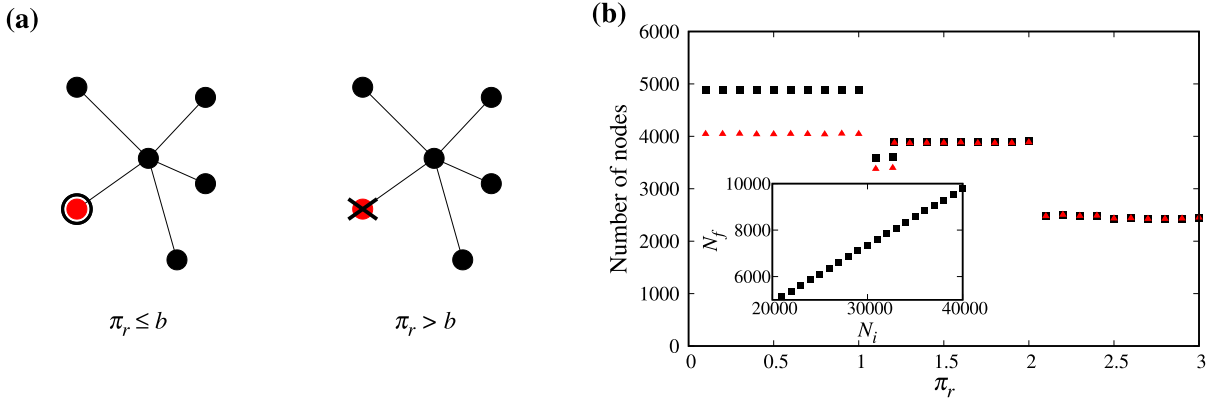 (a)
π_r ≤ b
π_r > b
(b)
6000
5000
4000
3000
2000
1000
0
Number of nodes
0 0.5 1 1.5 2 2.5 3
π_r
10000
8000
6000
N_f
20000 30000 40000
N_i